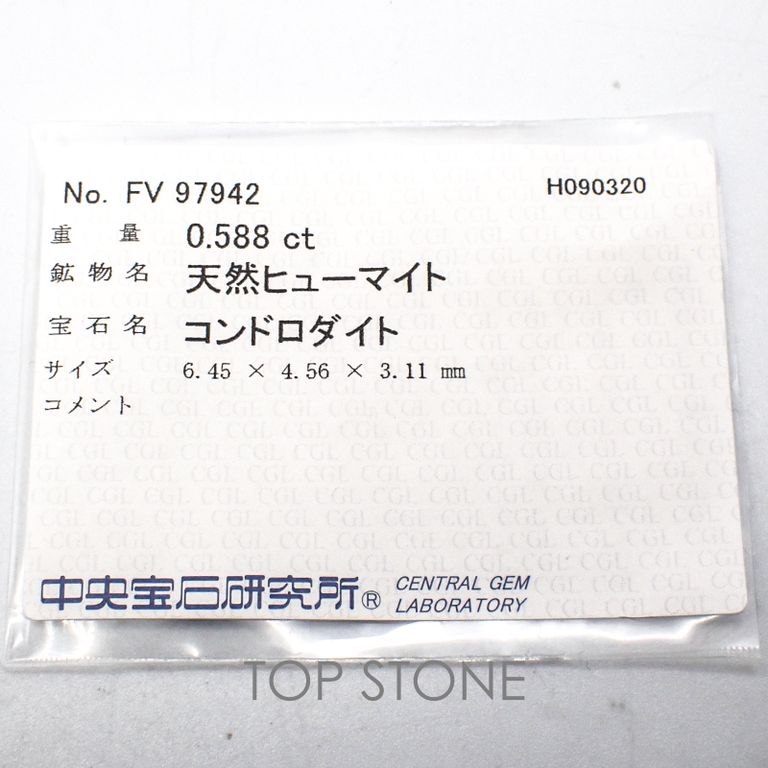 No. FV 97942 H090320
重量 0.588 ct
鉱物名 天然ヒューマイト
宝石名 コンドロダイト
サイズ 6.45 × 4.56 × 3.11 mm
コメント
中央宝石研究所® CENTRAL GEM
LABORATORY
TOP STONE